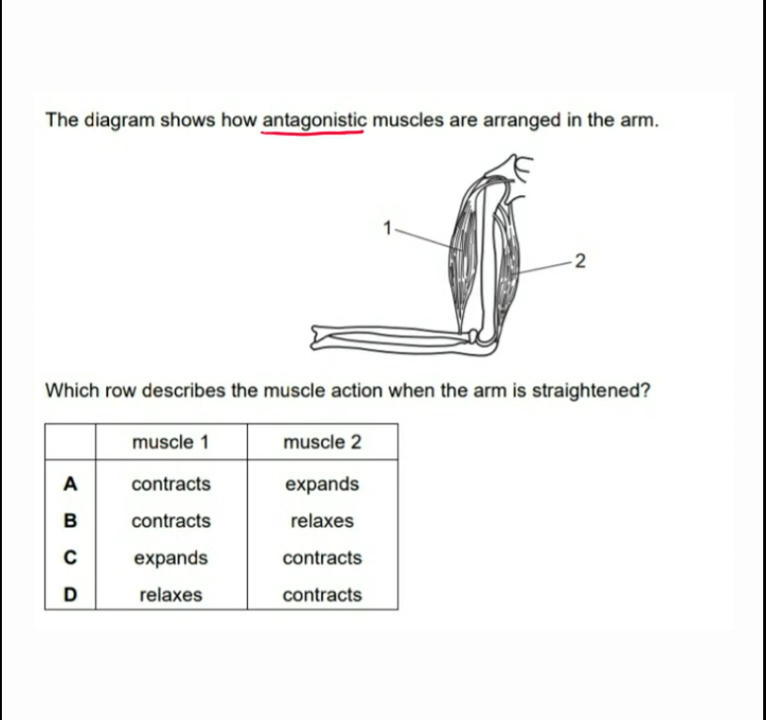 The diagram shows how antagonistic muscles are arranged in the arm.
1
2
Which row describes the muscle action when the arm is straightened?
muscle 1 muscle 2
A contracts expands
B contracts relaxes
C expands contracts
D relaxes contracts